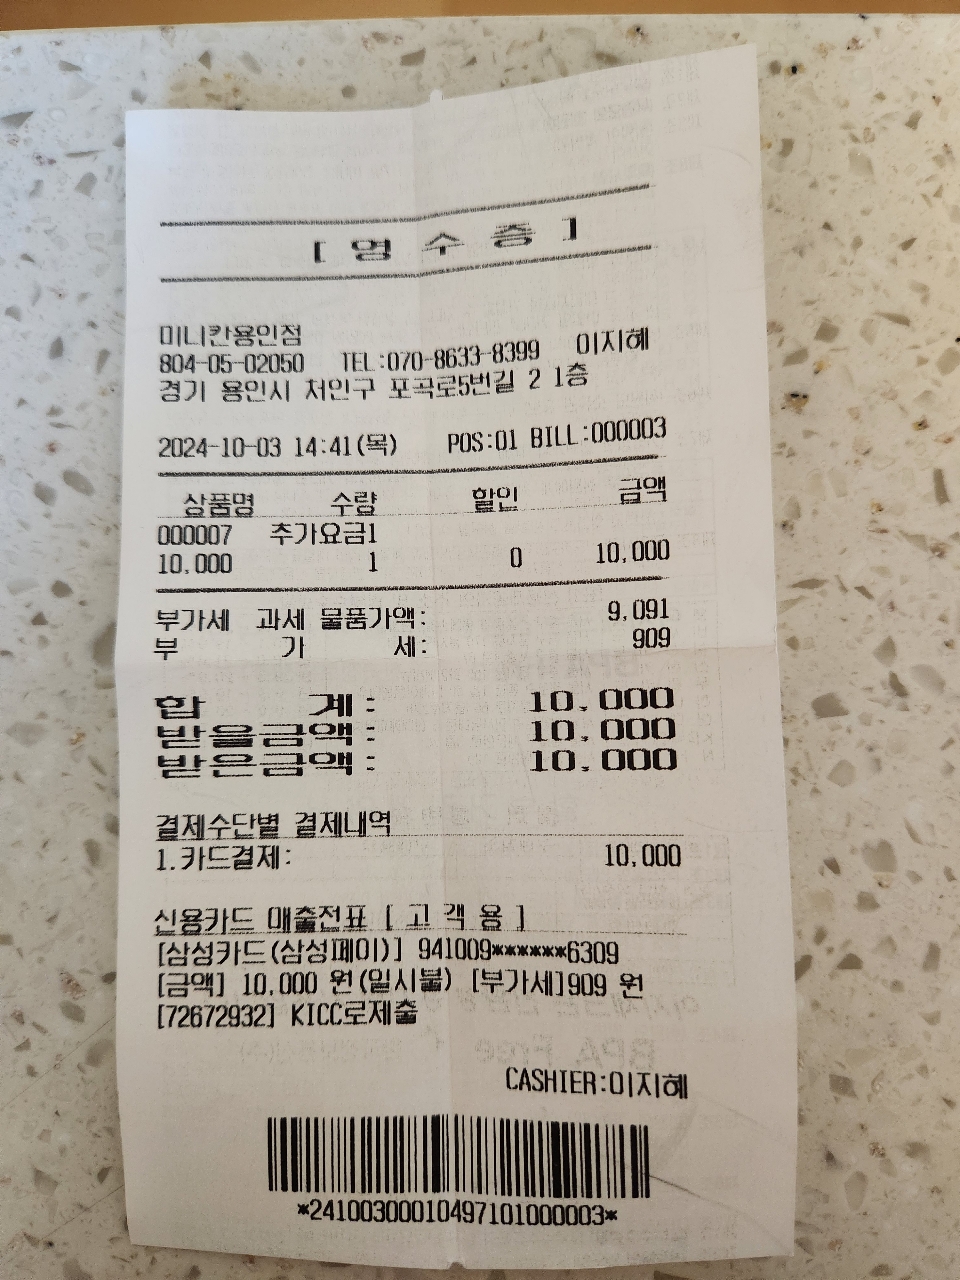 [ 영 수 증 ]
미니칸용인점
804-05-02050 TEL:070-8633-8399 이지혜
경기 용인시 처인구 포곡로5번길 2 1층
2024-10-03 14:41(목) POS:01 BILL:000003
상품명 수량 할인 금액
000007 추가요금1
10,000 1 0 10,000
부가세 과세 물품가액: 9,091
부 가 세: 909
합 계: 10,000
받을금액: 10,000
받은금액: 10,000
결제수단별 결제내역
1.카드결제: 10,000
신용카드 매출전표 [ 고 객 용 ]
[삼성카드(삼성페이)] 941009******6309
[금액] 10,000 원(일시불) [부가세]909 원
[72672932] KICC로제출
CASHIER:이지혜
*24100300010497101000003*